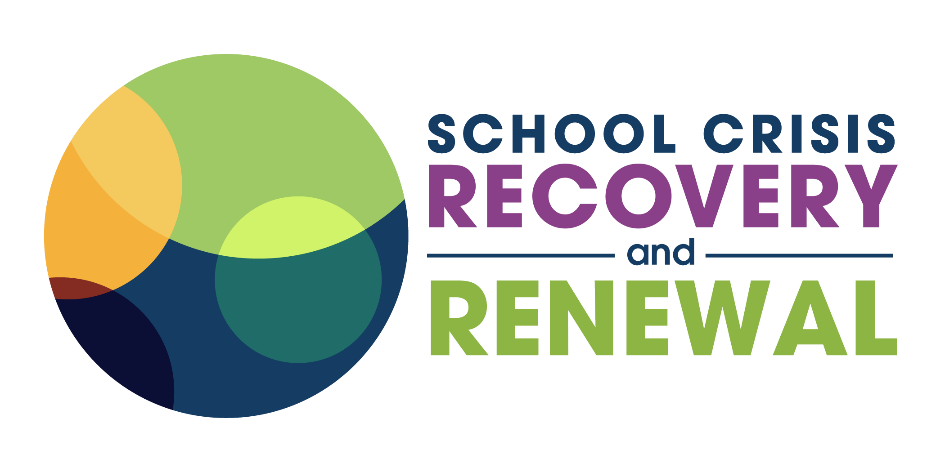 SCHOOL CRISIS
RECOVERY
and
RENEWAL